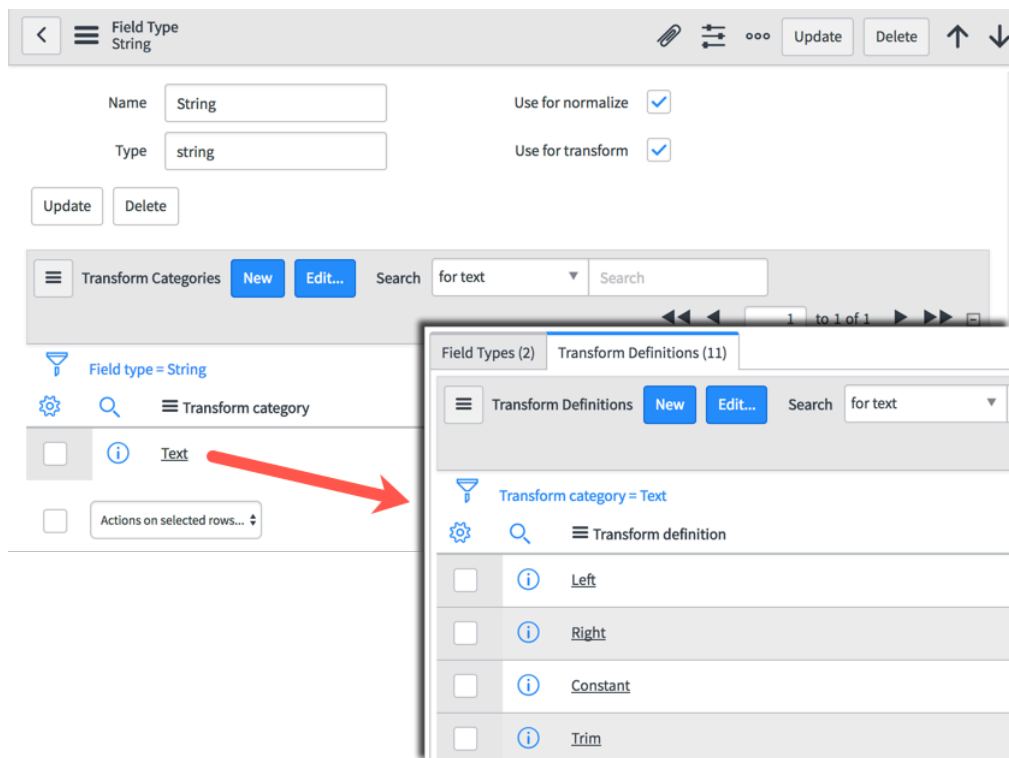 Field Type
String
Update Delete
Name String Use for normalize
Type string Use for transform
Update Delete
Transform Categories New Edit... Search for text Search
1 to 1 of 1
Field type = String
Transform category
Text
Actions on selected rows...
Field Types (2) Transform Definitions (11)
Transform Definitions New Edit... Search for text
Transform category = Text
Transform definition
Left
Right
Constant
Trim